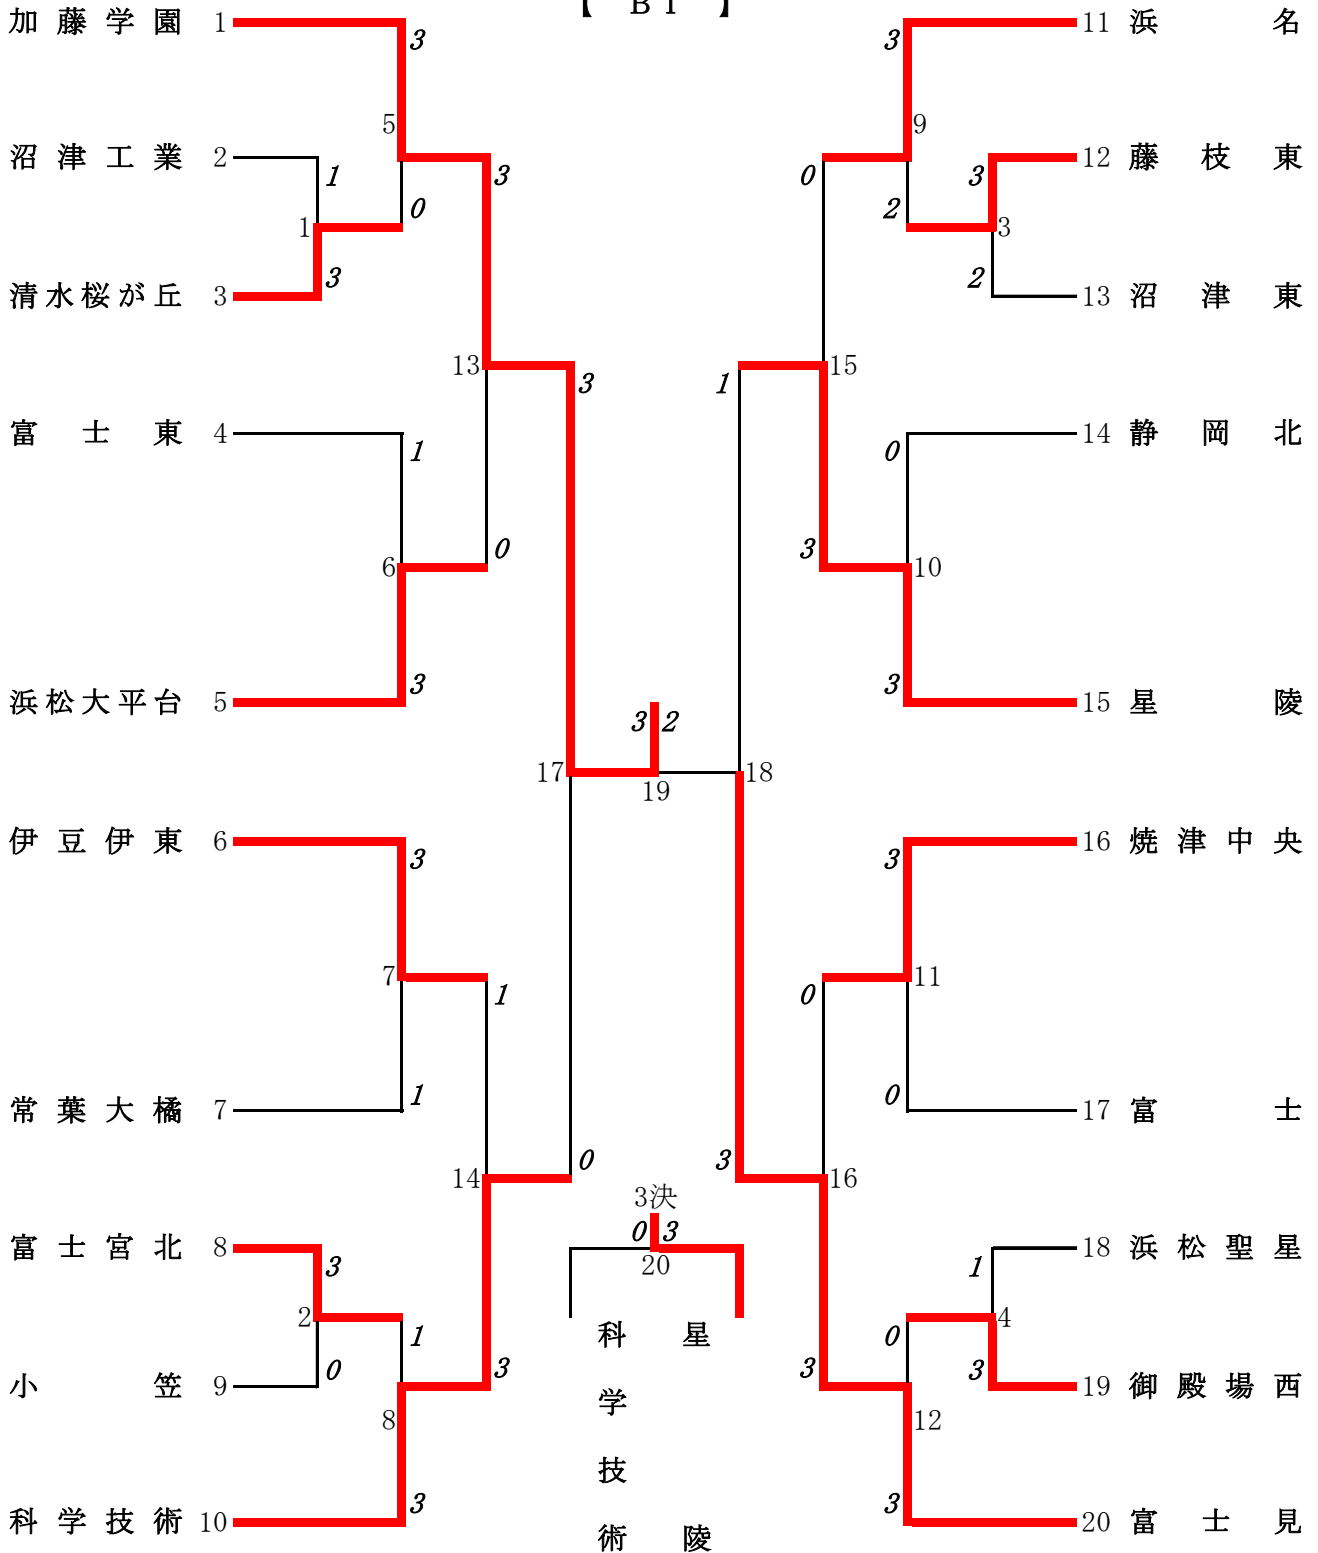 【 BT 】
加藤学園 1 3 3 11 浜名
5 9
沼津工業 2 1 3 0 3 12 藤枝東
1 0 2 3
清水桜が丘 3 3 2 13 沼津東
13 3 1 15
富士東 4 1 0 14 静岡北
6 0 3 10
浜松大平台 5 3 3 15 星陵
3 2
17 19 18
伊豆伊東 6 3 3 16 焼津中央
7 1 0 11
常葉大橘 7 1 0 17 富士
14 0 3 16
3決
富士宮北 8 3 0 3 1 18 浜松聖星
20
2 1 0 4
小笠 9 0 3 3 3 19 御殿場西
8 12
科学技術 10 3 3 20 富士見
科学技術
星陵